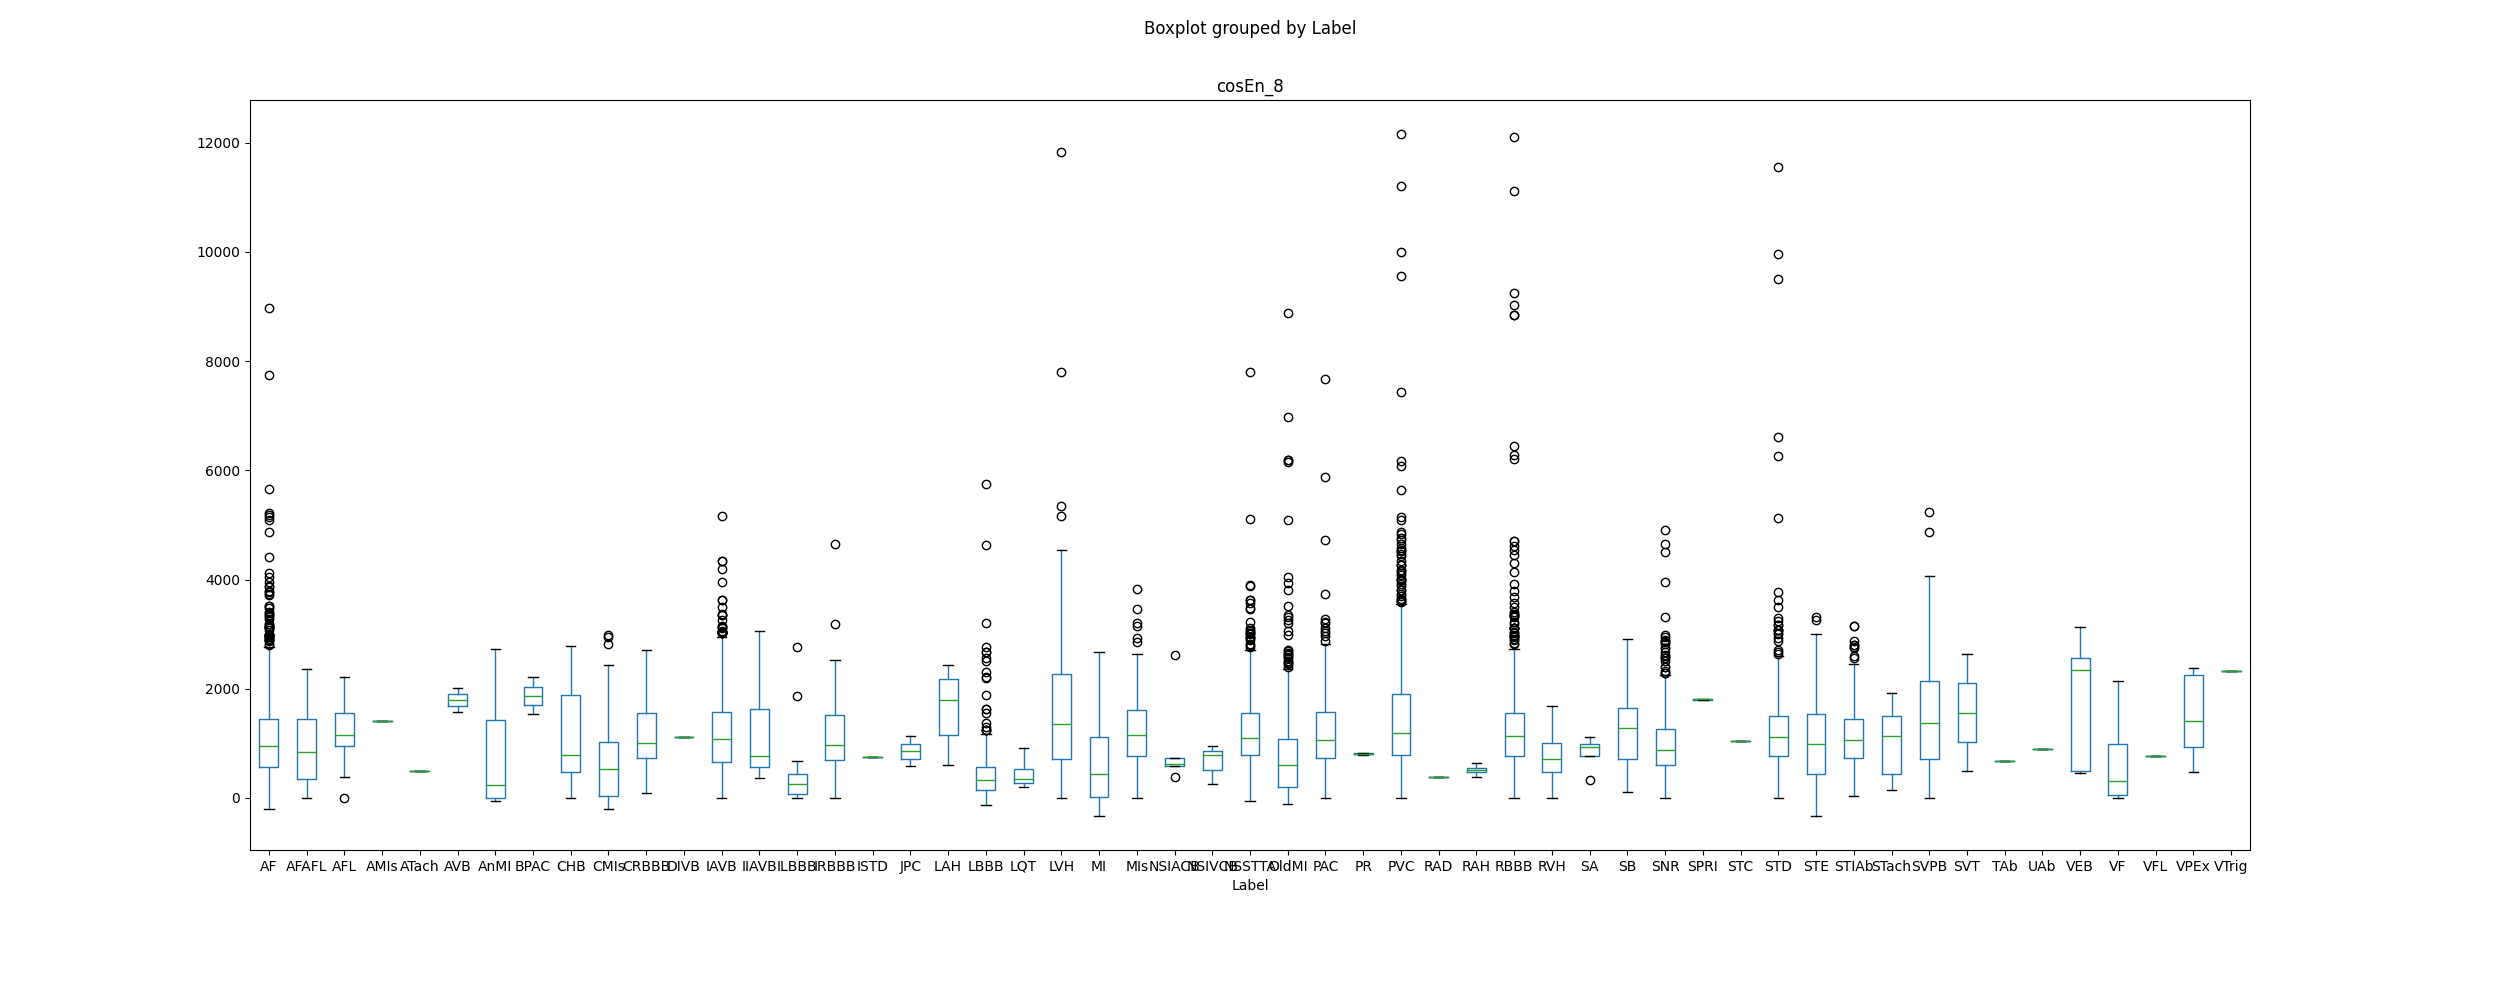 Boxplot grouped by Label
cosEn_8
12000
10000
8000
6000
4000
2000
0
AF AFAFL AFL AMIs ATach AVB AnMI BPAC CHB CMIs CRBBB DIVB IAVB IIAVB ILBBB IRBBB ISTD JPC LAH LBBB LQT LVH MI MIs NSIACB NSIVCB NSSTTA OldMI PAC PR PVC RAD RAH RBBB RVH SA SB SNR SPRI STC STD STE STIAb STach SVPB SVT TAb UAb VEB VF VFL VPEx VTrig
Label